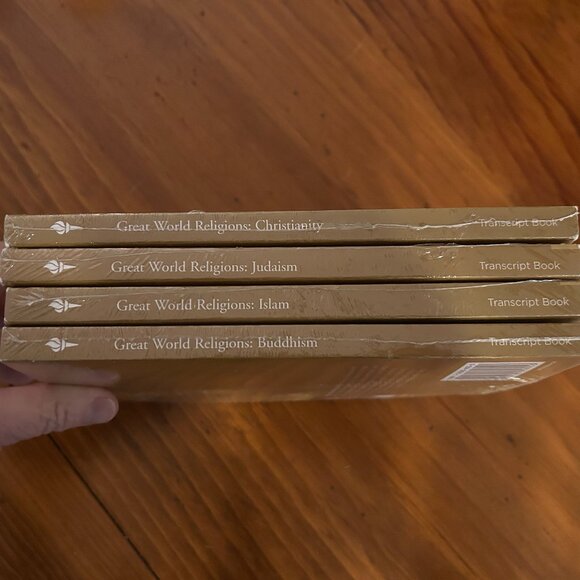 Great World Religions: Christianity Transcript Book
Great World Religions: Judaism Transcript Book
Great World Religions: Islam Transcript Book
Great World Religions: Buddhism Transcript Book